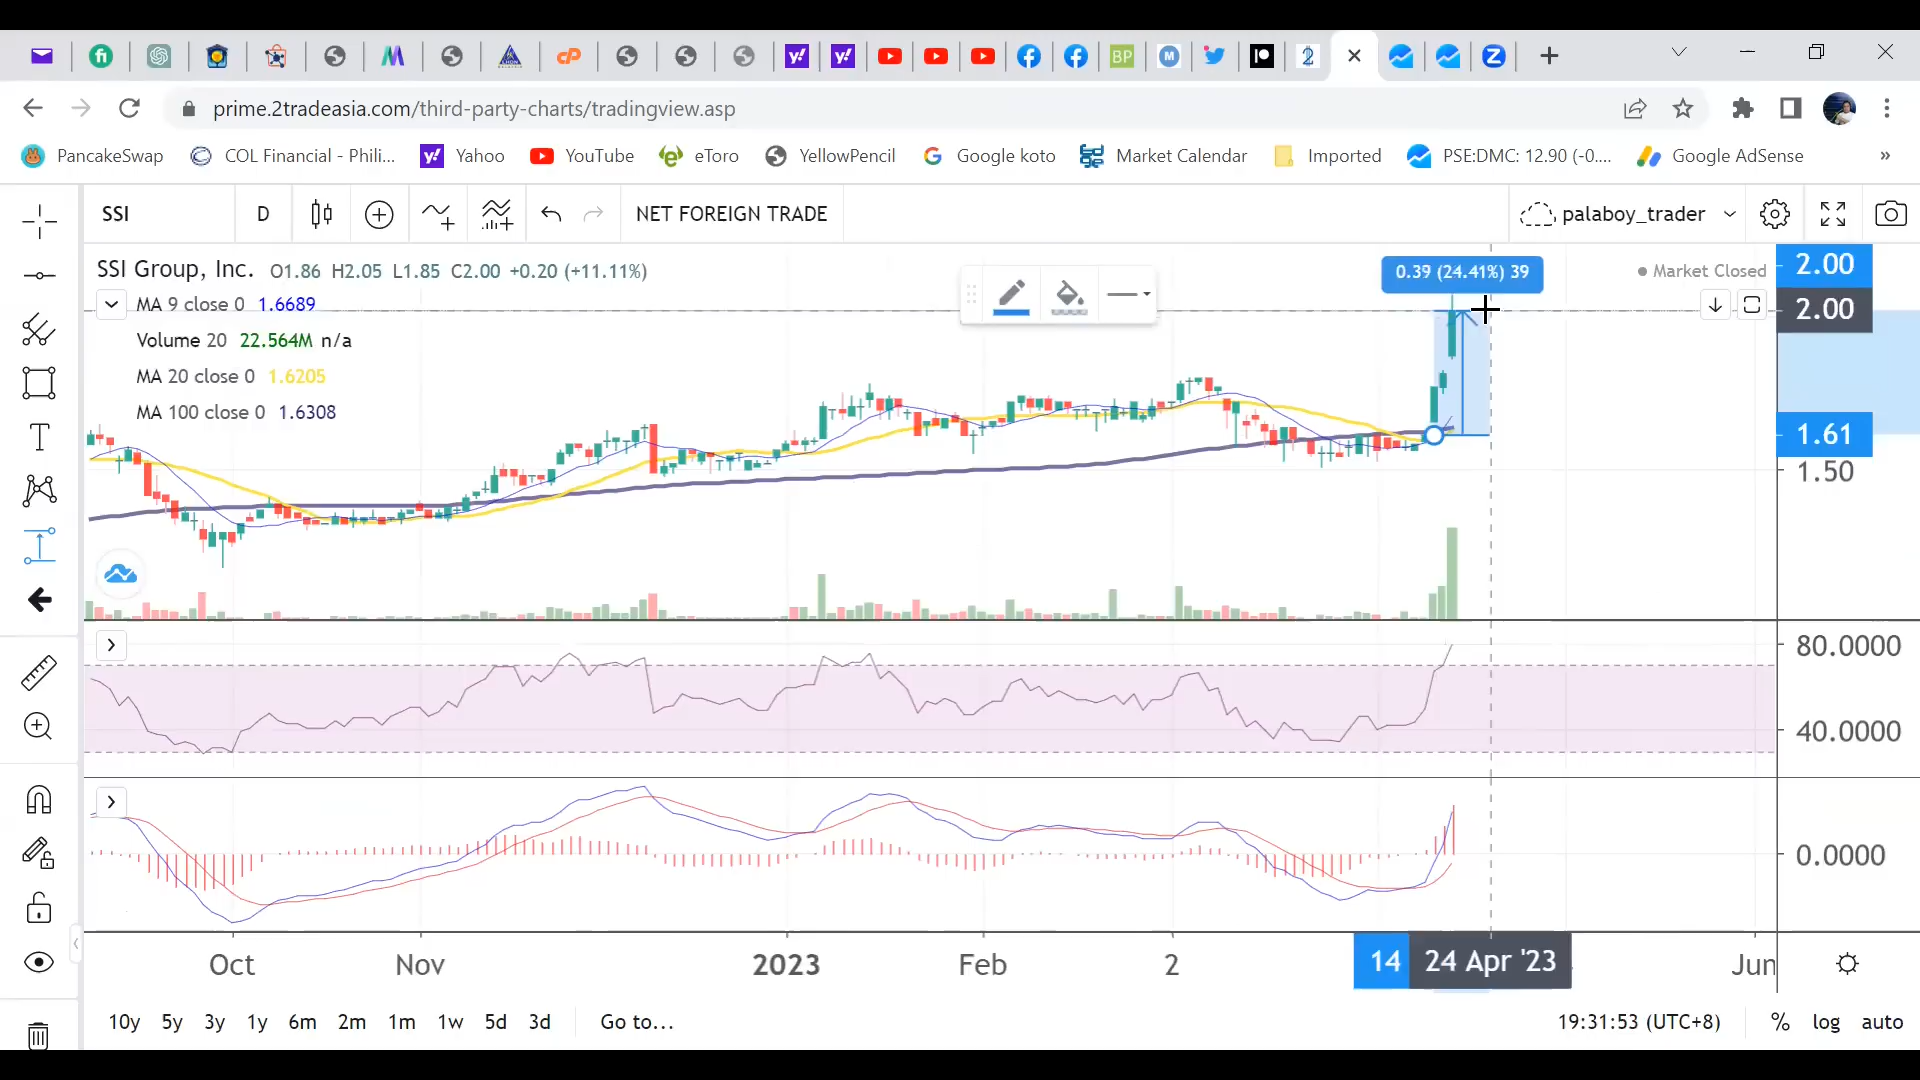 prime.2tradeasia.com/third-party-charts/tradingview.asp
PancakeSwap COL Financial - Phili... Yahoo YouTube eToro YellowPencil Google koto Market Calendar Imported PSE:DMC: 12.90 (-0.... Google AdSense »
SSI D NET FOREIGN TRADE palaboy_trader
SSI Group, Inc. O1.86 H2.05 L1.85 C2.00 +0.20 (+11.11%)
0.39 (24.41%) 39
Market Closed
2.00
MA 9 close 0 1.6689
2.00
Volume 20 22.564M n/a
MA 20 close 0 1.6205
MA 100 close 0 1.6308
1.61
1.50
80.0000
40.0000
0.0000
Oct Nov 2023 Feb 2 14 24 Apr '23 Jun
10y 5y 3y 1y 6m 2m 1m 1w 5d 3d Go to... 19:31:53 (UTC+8) % log auto